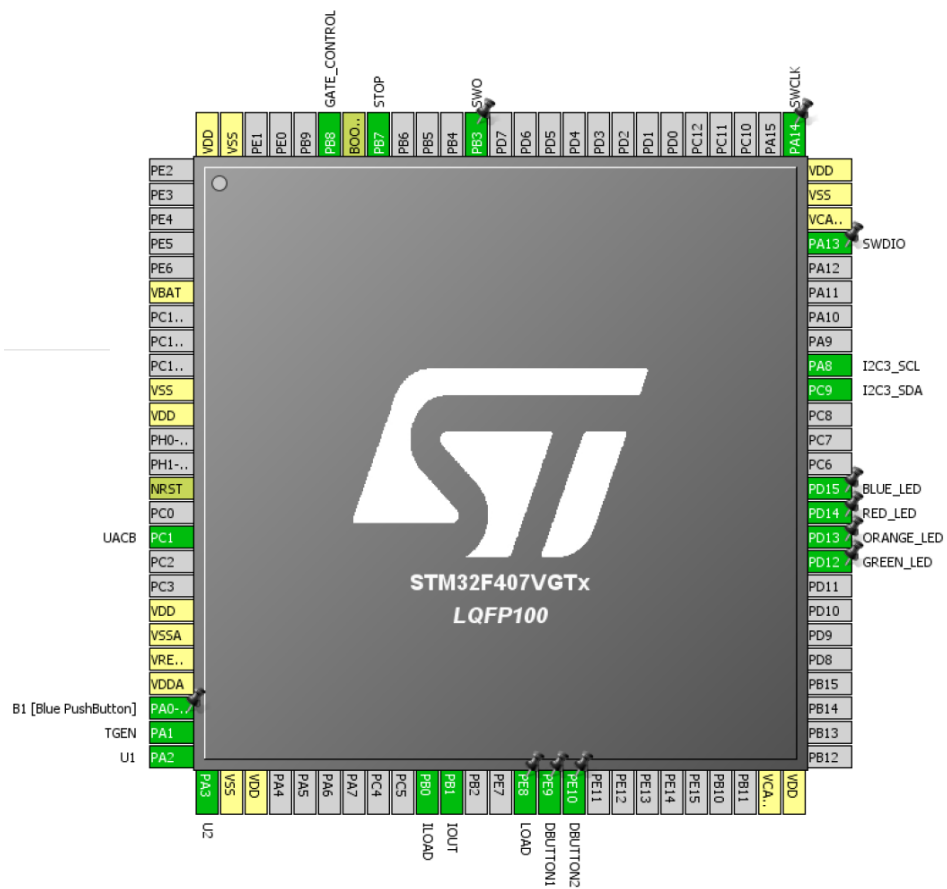 GATE_CONTROL
STOP
SWO
SWCLK
VDD
VSS
PE1
PE0
PB9
PB8
BOO..
PB7
PB6
PB5
PB4
PB3
PD7
PD6
PD5
PD4
PD3
PD2
PD1
PD0
PC12
PC11
PC10
PA15
PA14
PE2
PE3
PE4
PE5
PE6
VBAT
PC1..
PC1..
PC1..
VSS
VDD
PH0-..
PH1-..
NRST
PC0
UACB PC1
PC2
PC3
VDD
VSSA
VRE..
VDDA
B1 [Blue PushButton] PA0-..
TGEN PA1
U1 PA2
STM32F407VGTx
LQFP100
VDD
VSS
VCA..
PA13 SWDIO
PA12
PA11
PA10
PA9
PA8 I2C3_SCL
PC9 I2C3_SDA
PC8
PC7
PC6
PD15 BLUE_LED
PD14 RED_LED
PD13 ORANGE_LED
PD12 GREEN_LED
PD11
PD10
PD9
PD8
PB15
PB14
PB13
PB12
PA3
VSS
VDD
PA4
PA5
PA6
PA7
PC4
PC5
PB0
PB1
PB2
PE7
PE8
PE9
PE10
PE11
PE12
PE13
PE14
PE15
PB10
PB11
VCA..
VDD
U2
ILOAD
IOUT
LOAD
DBUTTON1
DBUTTON2